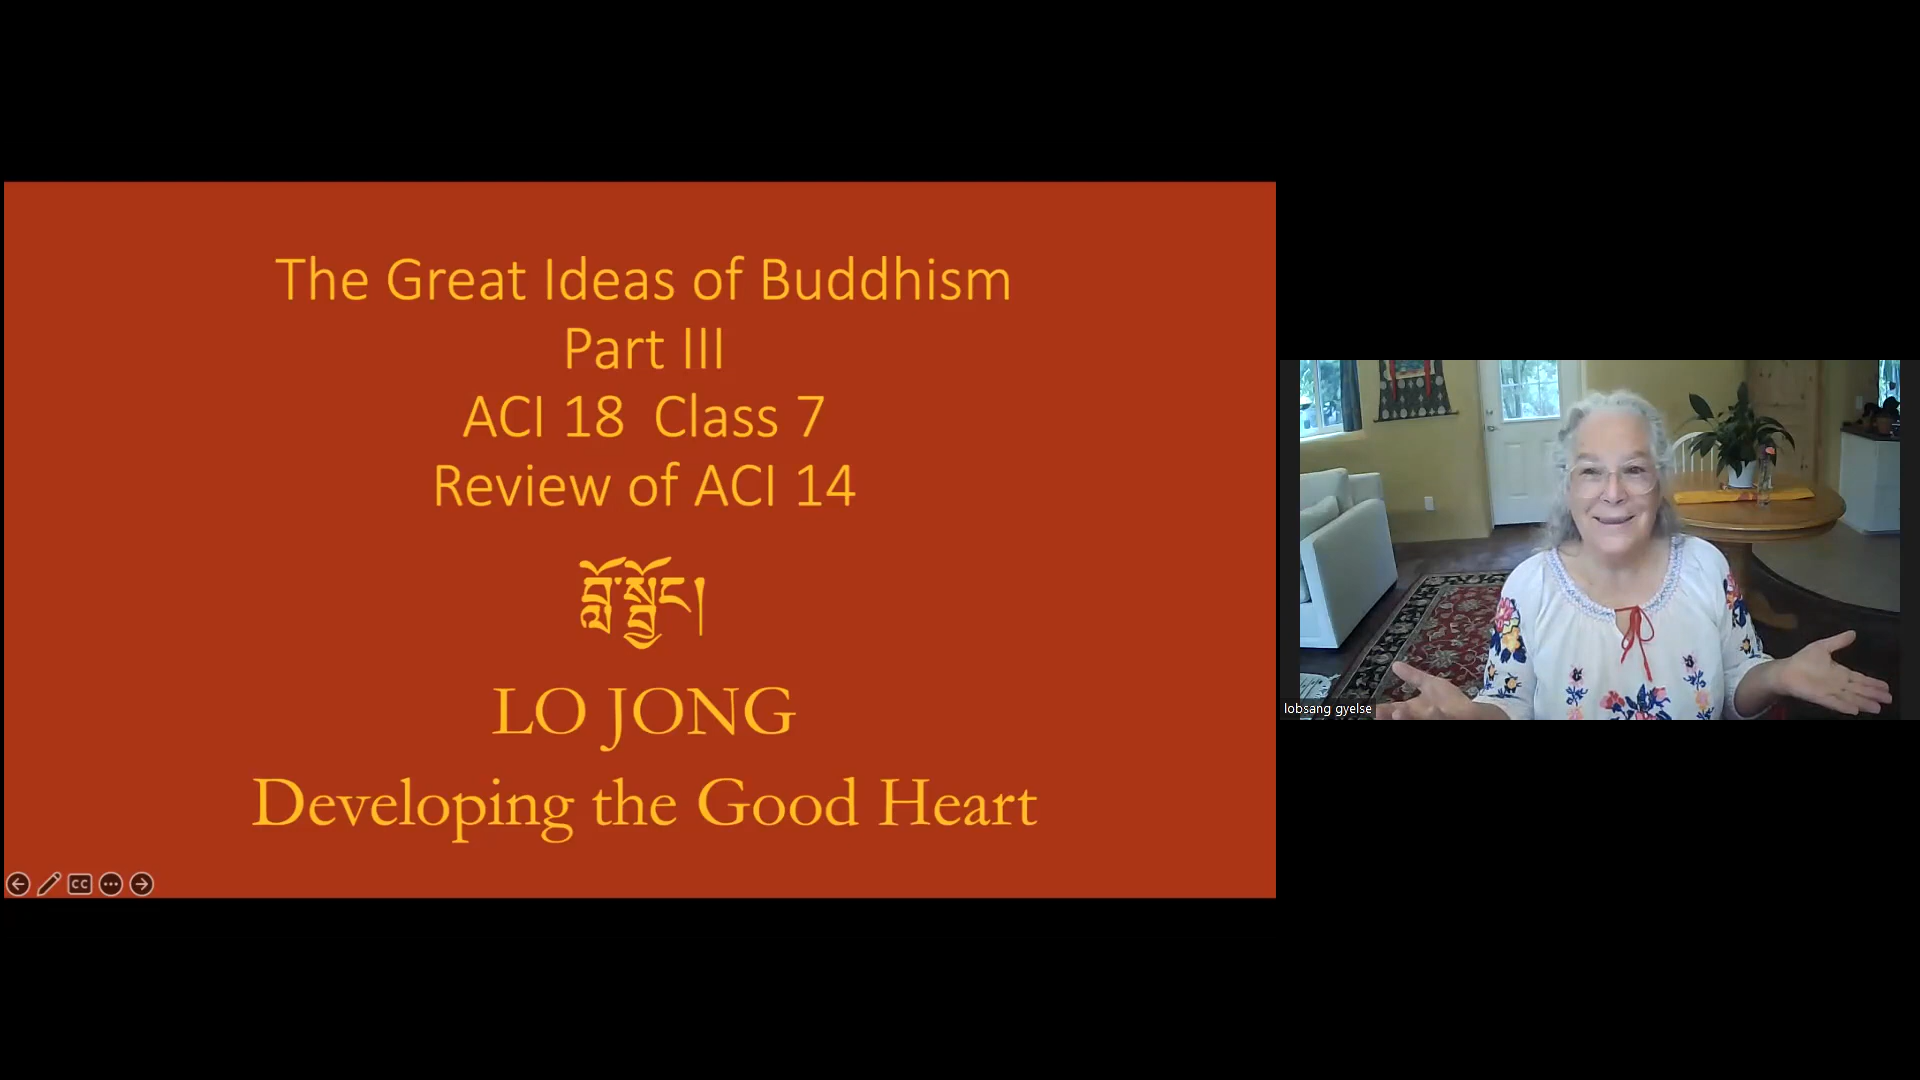 The Great Ideas of Buddhism
Part III
ACI 18 Class 7
Review of ACI 14
བློ་སྦྱོང།
LO JONG
Developing the Good Heart
CC
lobsang gyelse